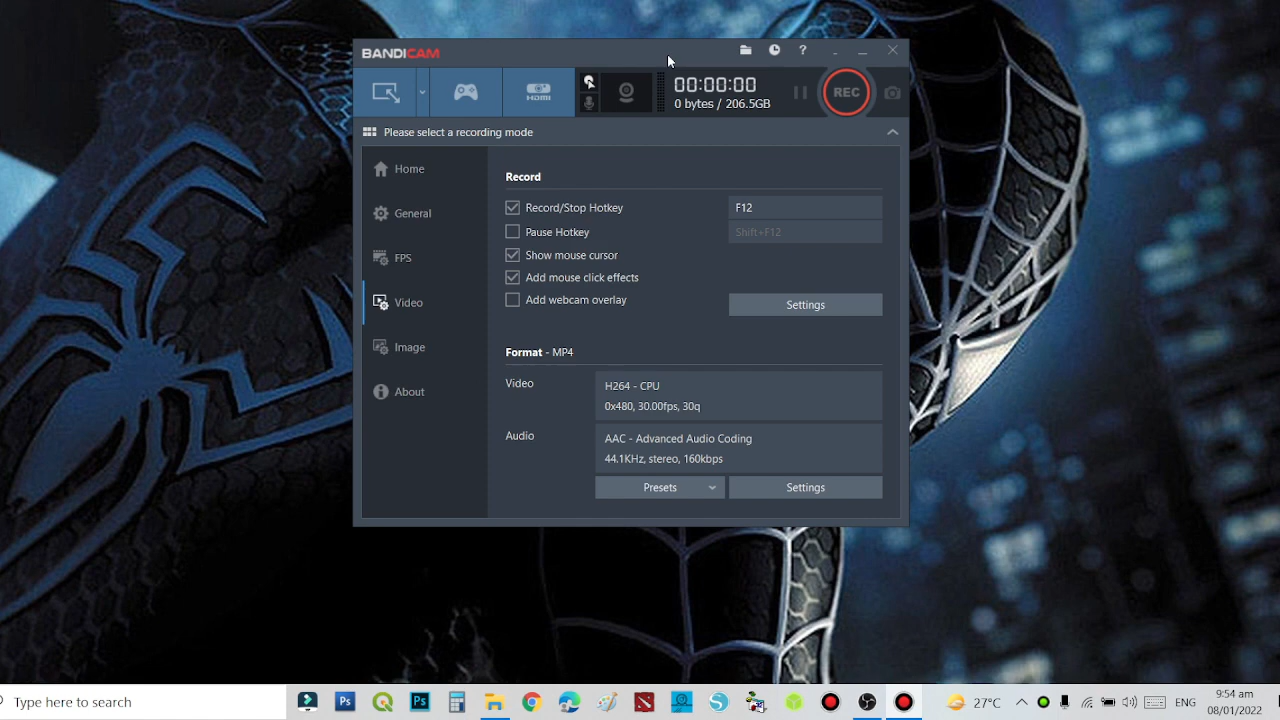 BANDICAM
?
HDMI
00:00:00
0 bytes / 206.5GB
REC
Please select a recording mode
Home
General
FPS
Video
Image
About
Record
Record/Stop Hotkey
F12
Pause Hotkey
Shift+F12
Show mouse cursor
Add mouse click effects
Add webcam overlay
Settings
Format - MP4
Video
H264 - CPU
0x480, 30.00fps, 30q
Audio
AAC - Advanced Audio Coding
44.1KHz, stereo, 160kbps
Presets
Settings
Type here to search
Ps
Ps
27°C
ENG
9:54 am
08/01/2022